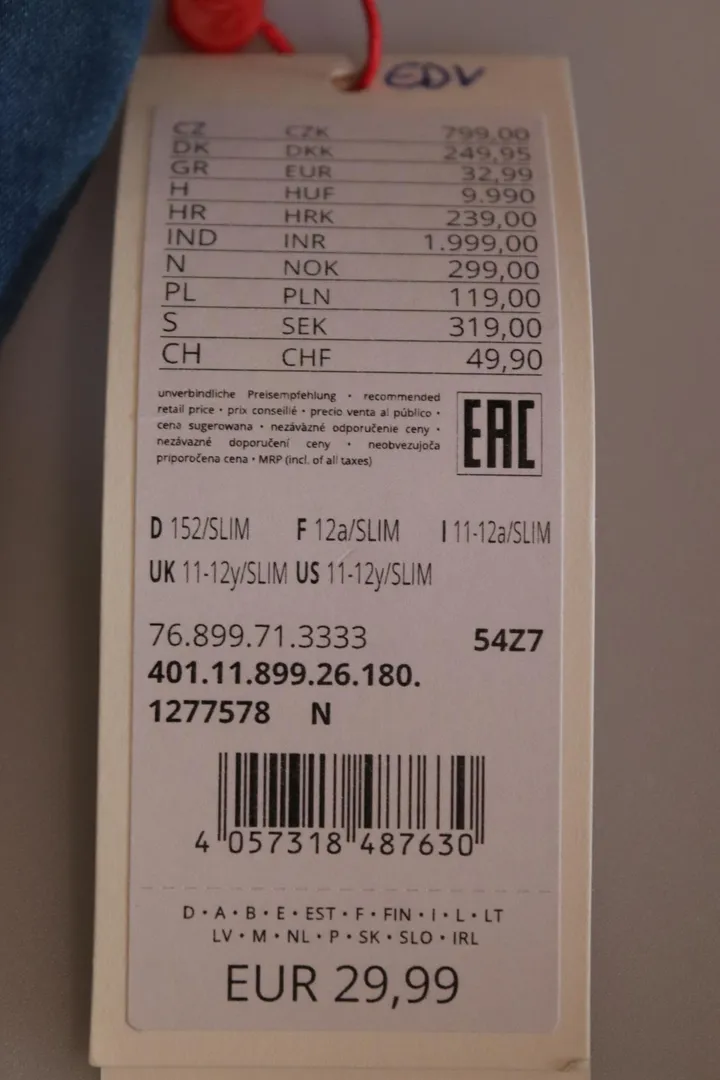 EDV
CZ CZK 799,00
DK DKK 249,95
GR EUR 32,99
H HUF 9.990
HR HRK 239,00
IND INR 1.999,00
N NOK 299,00
PL PLN 119,00
S SEK 319,00
CH CHF 49,90
unverbindliche Preisempfehlung • recommended
retail price • prix conseillé • precio venta al público •
cena sugerowana • nezáväzné odporučenie ceny •
nezávazné doporučení ceny • neobvezujoča
priporočena cena • MRP (incl. of all taxes)
EAC
D 152/SLIM F 12a/SLIM I 11-12a/SLIM
UK 11-12y/SLIM US 11-12y/SLIM
76.899.71.3333 54Z7
401.11.899.26.180.
1277578 N
4 057318 487630
D • A • B • E • EST • F • FIN • I • L • LT
LV • M • NL • P • SK • SLO • IRL
EUR 29,99